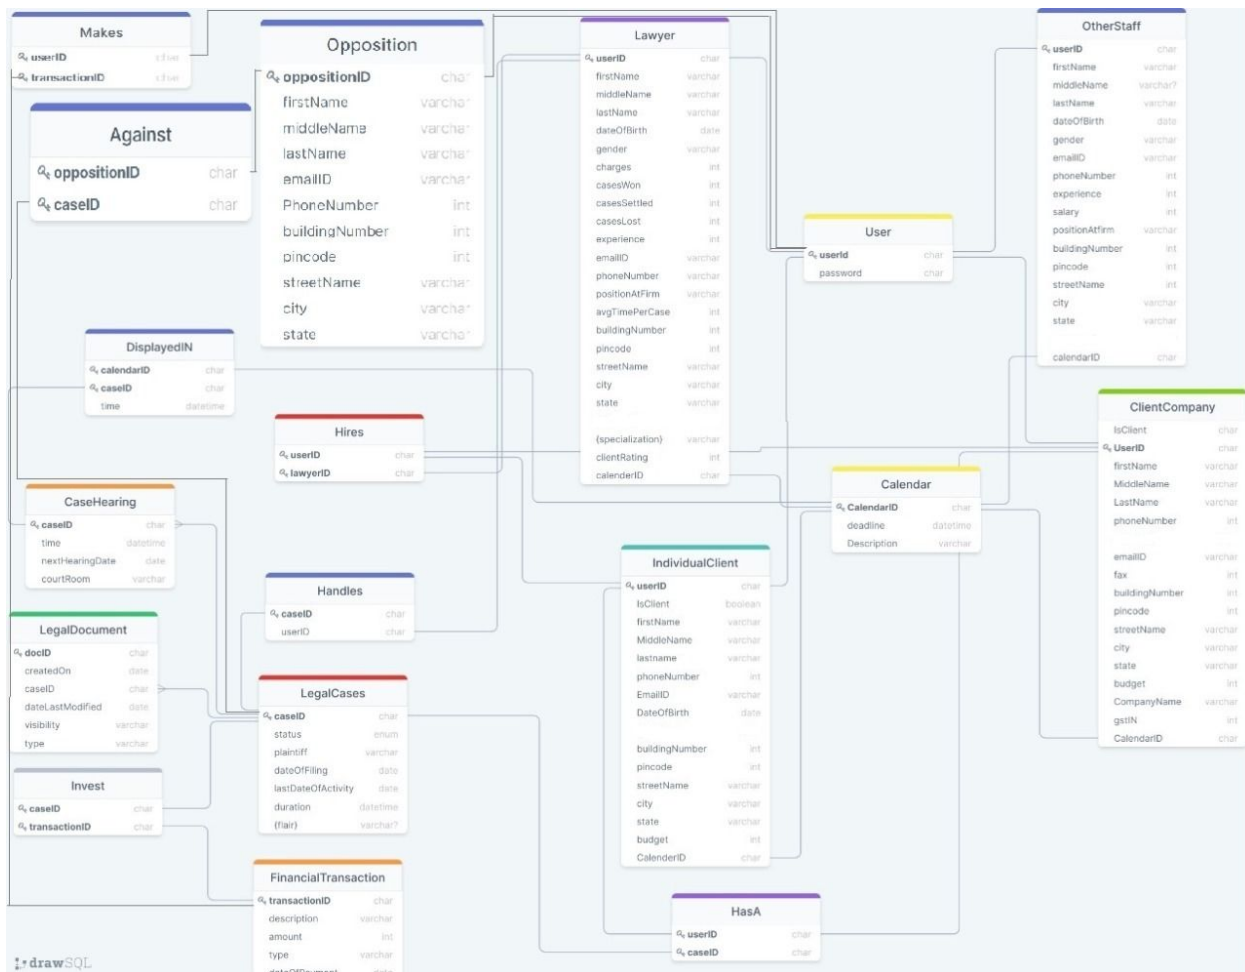 Makes
userID char
transactionID char
Against
oppositionID char
caseID char
Opposition
oppositionID char
firstName varchar
middleName varchar
lastName varchar
emailID varchar
PhoneNumber int
buildingNumber int
pincode int
streetName varchar
city varchar
state varchar
Lawyer
userID char
firstName varchar
middleName varchar
lastName varchar
dateOfBirth date
gender varchar
charges int
casesWon int
casesSettled int
casesLost int
experience int
emailID varchar
phoneNumber varchar
positionAtFirm varchar
avgTimePerCase int
buildingNumber int
pincode int
streetName varchar
city varchar
state varchar
{specialization} varchar
clientRating int
calenderID char
User
userId char
password char
OtherStaff
userID char
firstName varchar
middleName varchar?
lastName varchar
dateOfBirth date
gender varchar
emailID varchar
phoneNumber int
experience int
salary int
positionAtfirm varchar
buildingNumber int
pincode int
streetName int
city varchar
state varchar
calendarID char
DisplayedIN
calendarID char
caseID char
time datetime
Hires
userID char
lawyerID char
ClientCompany
IsClient char
UserID char
firstName varchar
MiddleName varchar
LastName varchar
phoneNumber int
emailID varchar
fax int
buildingNumber int
pincode int
streetName varchar
city varchar
state varchar
budget int
CompanyName varchar
gstIN int
CalendarID char
Calendar
CalendarID char
deadline datetime
Description varchar
CaseHearing
caseID char
time datetime
nextHearingDate date
courtRoom varchar
IndividualClient
userID char
IsClient boolean
firstName varchar
MiddleName varchar
lastname varchar
phoneNumber int
EmailID varchar
DateOfBirth date
buildingNumber int
pincode int
streetName varchar
city varchar
state varchar
budget int
CalenderID char
Handles
caseID char
userID char
LegalDocument
docID char
createdOn date
caseID char
dateLastModified date
visibility varchar
type varchar
LegalCases
caseID char
status enum
plaintiff varchar
dateOfFiling date
lastDateOfActivity date
duration datetime
{flair} varchar?
Invest
caseID char
transactionID char
FinancialTransaction
transactionID char
description varchar
amount int
type varchar
HasA
userID char
caseID char
drawSQL